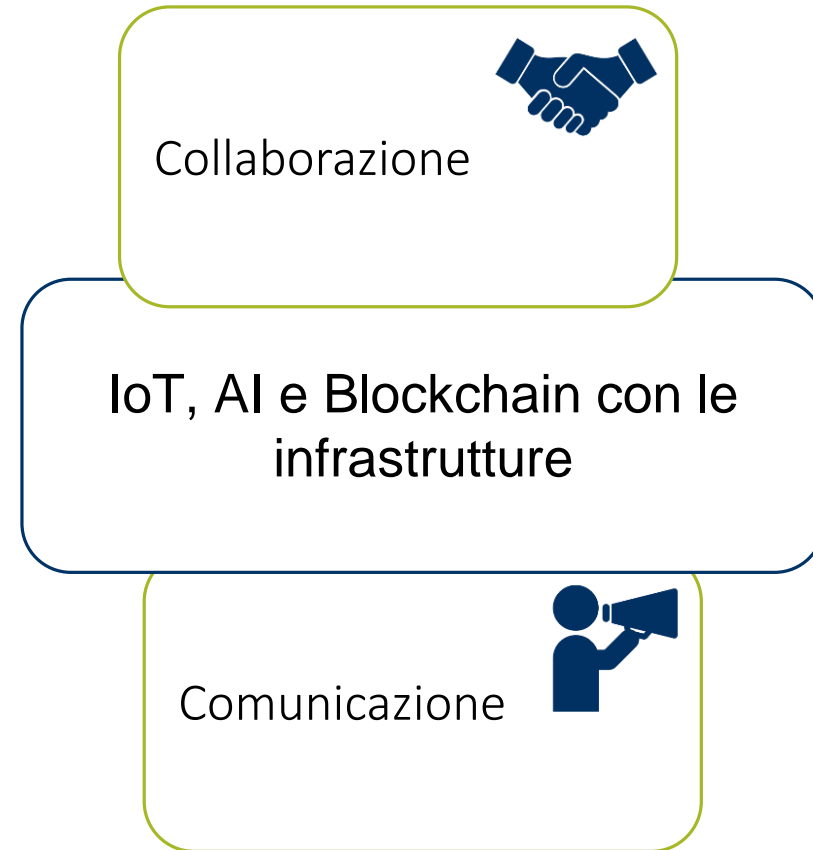 Collaborazione
IoT, AI e Blockchain con le
infrastrutture
Comunicazione